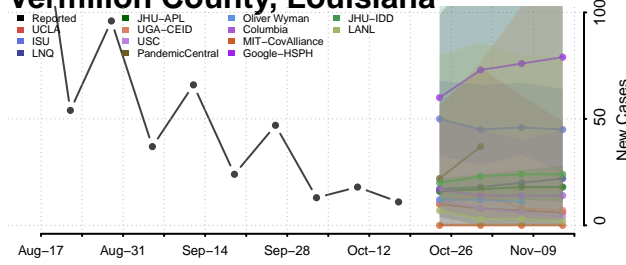 Vermilion County, Louisiana
Reported JHU−APL Oliver Wyman JHU−IDD
UCLA UGA−CEID Columbia LANL
ISU USC MIT−CovAlliance
LNQ PandemicCentral Google−HSPH
100
50
0
New Cases
Aug−17 Aug−31 Sep−14 Sep−28 Oct−12 Oct−26 Nov−09